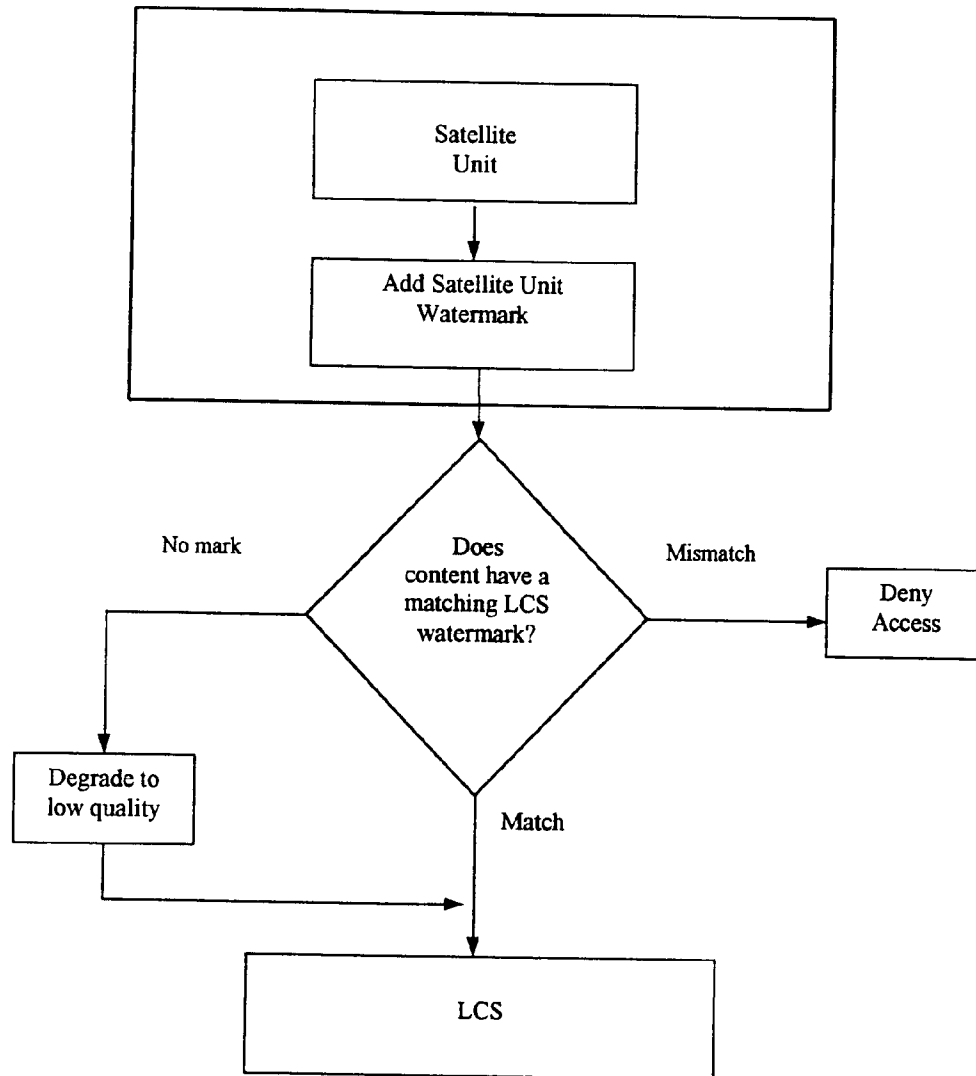 Satellite
Unit
Add Satellite Unit
Watermark
No mark
Does
content have a
matching LCS
watermark?
Mismatch
Deny
Access
Degrade to
low quality
Match
LCS